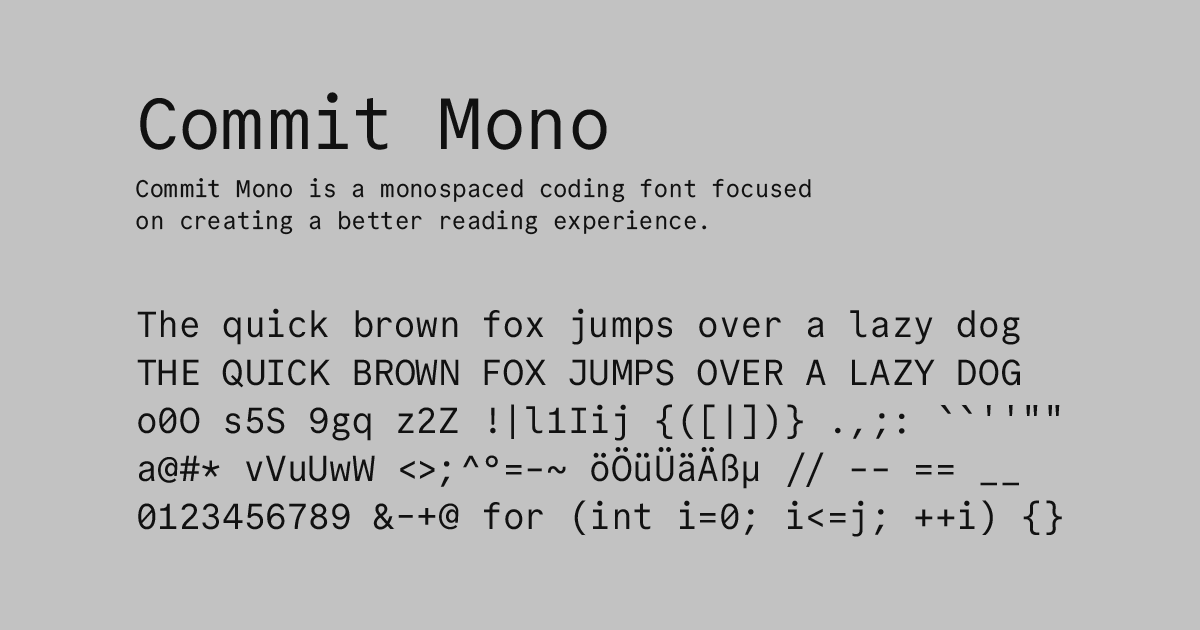 Commit Mono
Commit Mono is a monospaced coding font focused
on creating a better reading experience.
The quick brown fox jumps over a lazy dog
THE QUICK BROWN FOX JUMPS OVER A LAZY DOG
o0O s5S 9gq z2Z !|l1Iij {([|])} .,;: ``''""
a@#* vVuUwW <>;^°=-~ öÖüÜäÄßµ // -- == __
0123456789 &-+@ for (int i=0; i<=j; ++i) {}